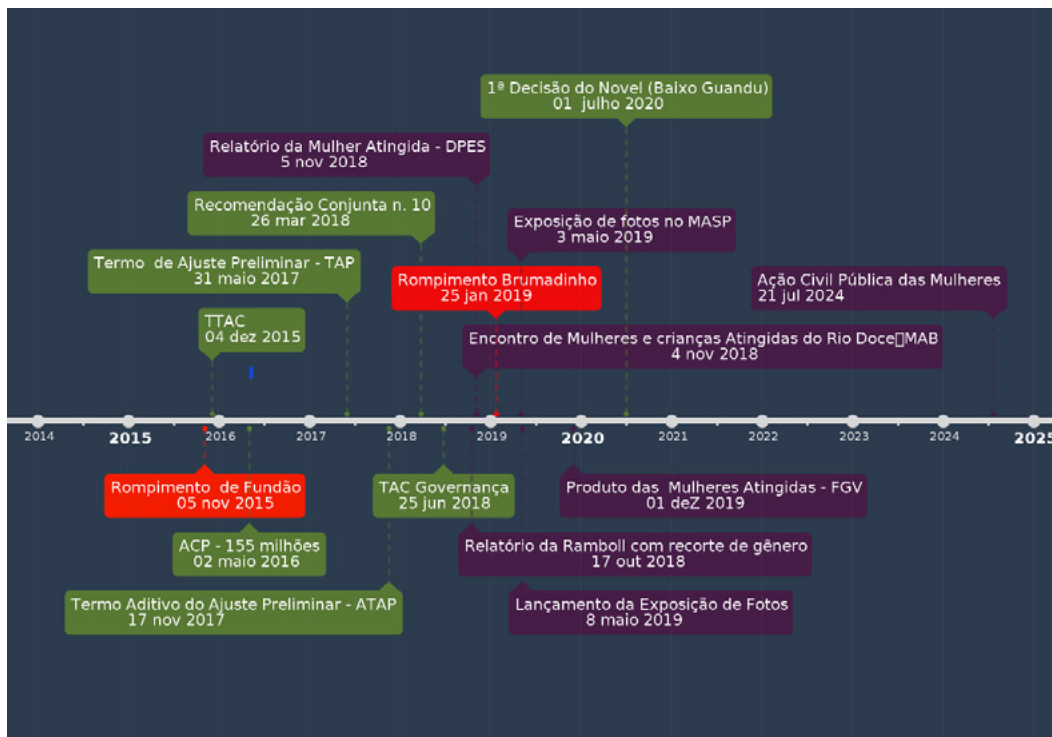 1ª Decisão do Novel (Baixo Guandu)
01 julho 2020
Relatório da Mulher Atingida - DPES
5 nov 2018
Recomendação Conjunta n. 10
26 mar 2018
Exposição de fotos no MASP
3 maio 2019
Termo de Ajuste Preliminar - TAP
31 maio 2017
Rompimento Brumadinho
25 jan 2019
Ação Civil Pública das Mulheres
21 jul 2024
TTAC
04 dez 2015
Encontro de Mulheres e crianças Atingidas do Rio Doce▯MAB
4 nov 2018
2014 2015 2016 2017 2018 2019 2020 2021 2022 2023 2024 2025
Rompimento de Fundão
05 nov 2015
TAC Governança
25 jun 2018
Produto das Mulheres Atingidas - FGV
01 deZ 2019
ACP - 155 milhões
02 maio 2016
Relatório da Ramboll com recorte de gênero
17 out 2018
Termo Aditivo do Ajuste Preliminar - ATAP
17 nov 2017
Lançamento da Exposição de Fotos
8 maio 2019